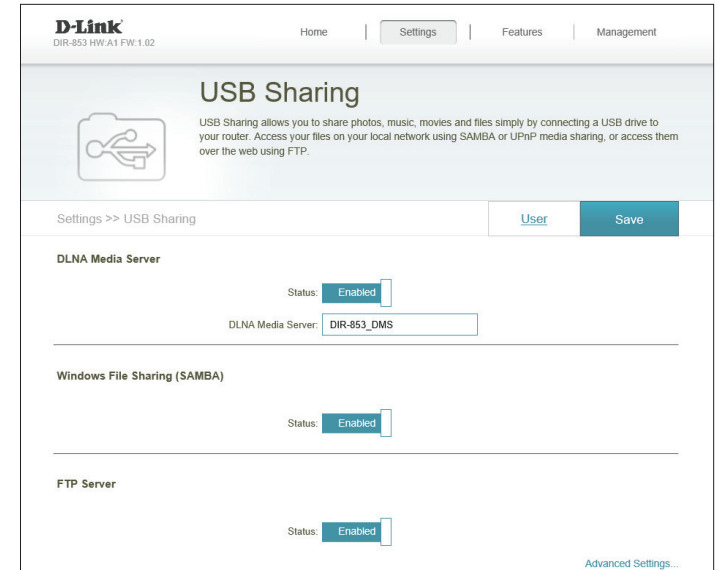 D-Link
DIR-853 HW:A1 FW:1.02
Home | Settings | Features | Management
USB Sharing
USB Sharing allows you to share photos, music, movies and files simply by connecting a USB drive to
your router. Access your files on your local network using SAMBA or UPnP media sharing, or access them
over the web using FTP.
Settings >> USB Sharing
User
Save
DLNA Media Server
Status: Enabled
DLNA Media Server: DIR-853_DMS
Windows File Sharing (SAMBA)
Status: Enabled
FTP Server
Status: Enabled
Advanced Settings...